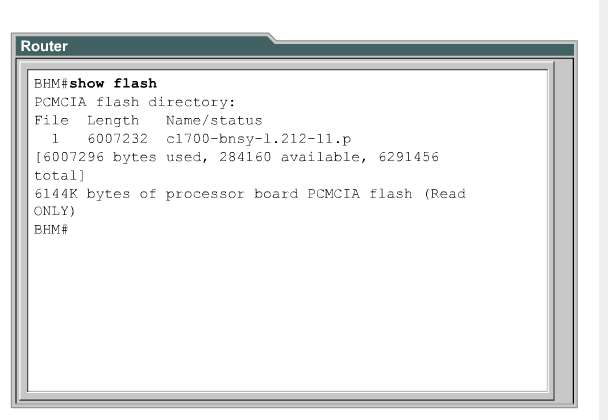 Router
BHM#show flash
PCMCIA flash directory:
File Length Name/status
1 6007232 c1700-bnsy-l.212-11.p
[6007296 bytes used, 284160 available, 6291456
total]
6144K bytes of processor board PCMCIA flash (Read
ONLY)
BHM#